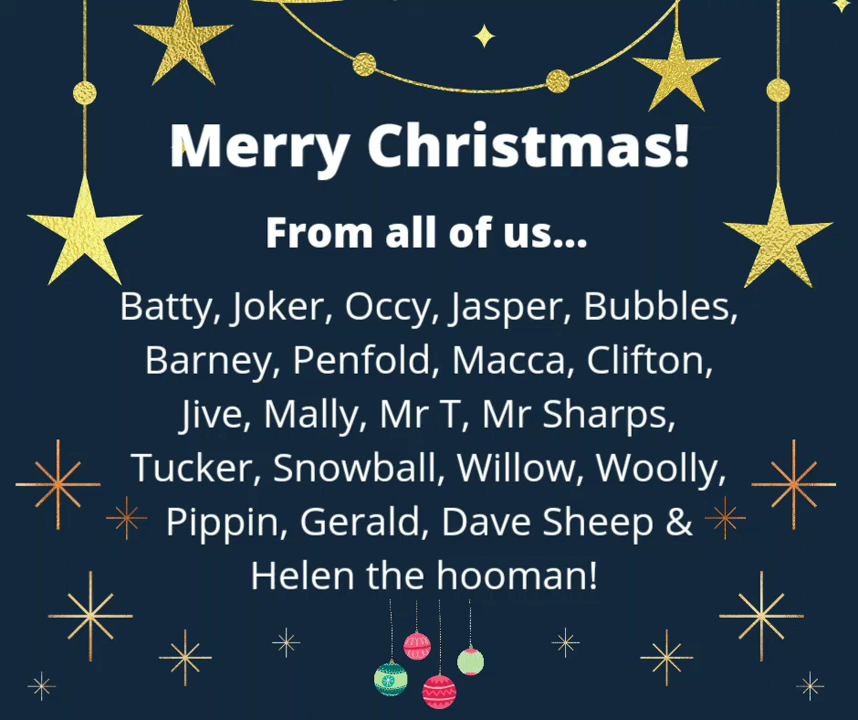 Merry Christmas!
From all of us...
Batty, Joker, Occy, Jasper, Bubbles,
Barney, Penfold, Macca, Clifton,
Jive, Mally, Mr T, Mr Sharps,
Tucker, Snowball, Willow, Woolly,
Pippin, Gerald, Dave Sheep &
Helen the hooman!